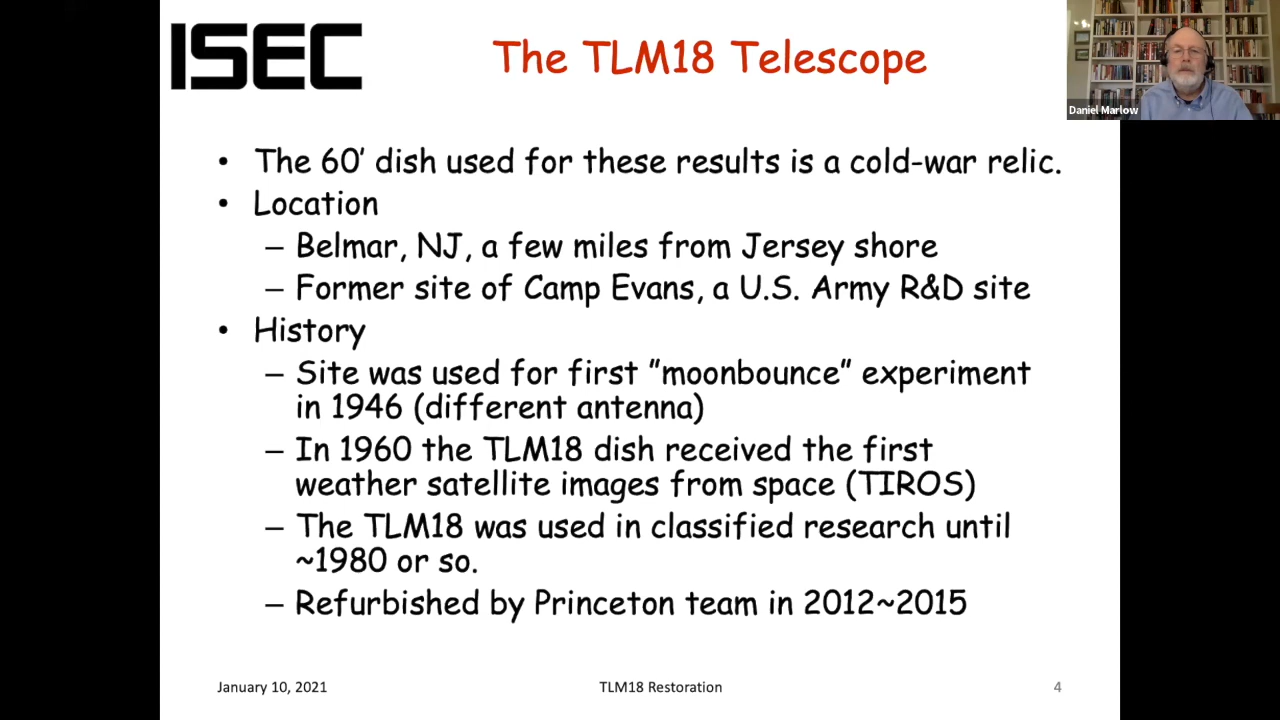 ISEC
The TLM18 Telescope
Daniel Marlow
• The 60' dish used for these results is a cold-war relic.
• Location
– Belmar, NJ, a few miles from Jersey shore
– Former site of Camp Evans, a U.S. Army R&D site
• History
– Site was used for first ”moonbounce” experiment
in 1946 (different antenna)
– In 1960 the TLM18 dish received the first
weather satellite images from space (TIROS)
– The TLM18 was used in classified research until
~1980 or so.
– Refurbished by Princeton team in 2012~2015
January 10, 2021
TLM18 Restoration
4